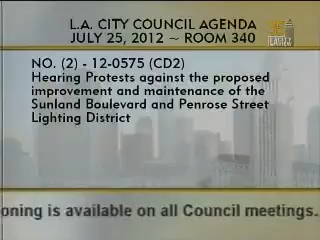 L.A. CITY COUNCIL AGENDA
JULY 25, 2012 ~ ROOM 340
NO. (2) - 12-0575 (CD2)
Hearing Protests against the proposed
improvement and maintenance of the
Sunland Boulevard and Penrose Street
Lighting District
oning is available on all Council meetings.